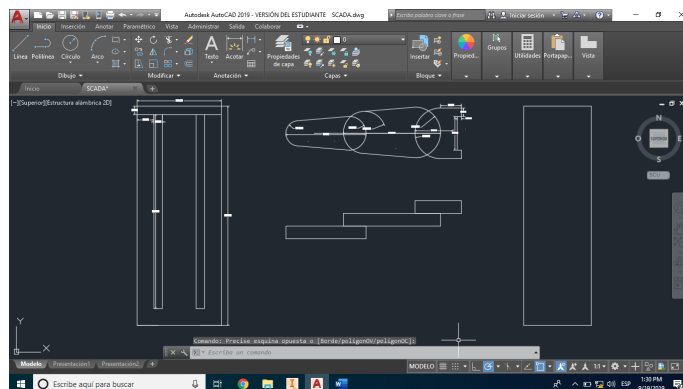 Autodesk AutoCAD 2019 - VERSIÓN DEL ESTUDIANTE SCADA.dwg
Escriba palabra clave o frase
Iniciar sesión
Inicio Inserción Anotar Paramétrico Vista Administrar Salida Colaborar
Línea Polilínea Círculo Arco
Texto Acotar
Propiedades de capa
0
Insertar
Propied...
Grupos
Utilidades
Portapap...
Vista
Dibujo
Modificar
Anotación
Capas
Bloque
Inicio
SCADA*
[-][Superior][Estructura alámbrica 2D]
N
O
SUPERIOR
E
S
SCU
Y
X
Comando: Precise esquina opuesta o [Borde/polígonOV/polígonOC]:
Escriba un comando
Modelo Presentación1 Presentación2 +
MODELO
1:1
Escribe aquí para buscar
ESP
1:30 PM